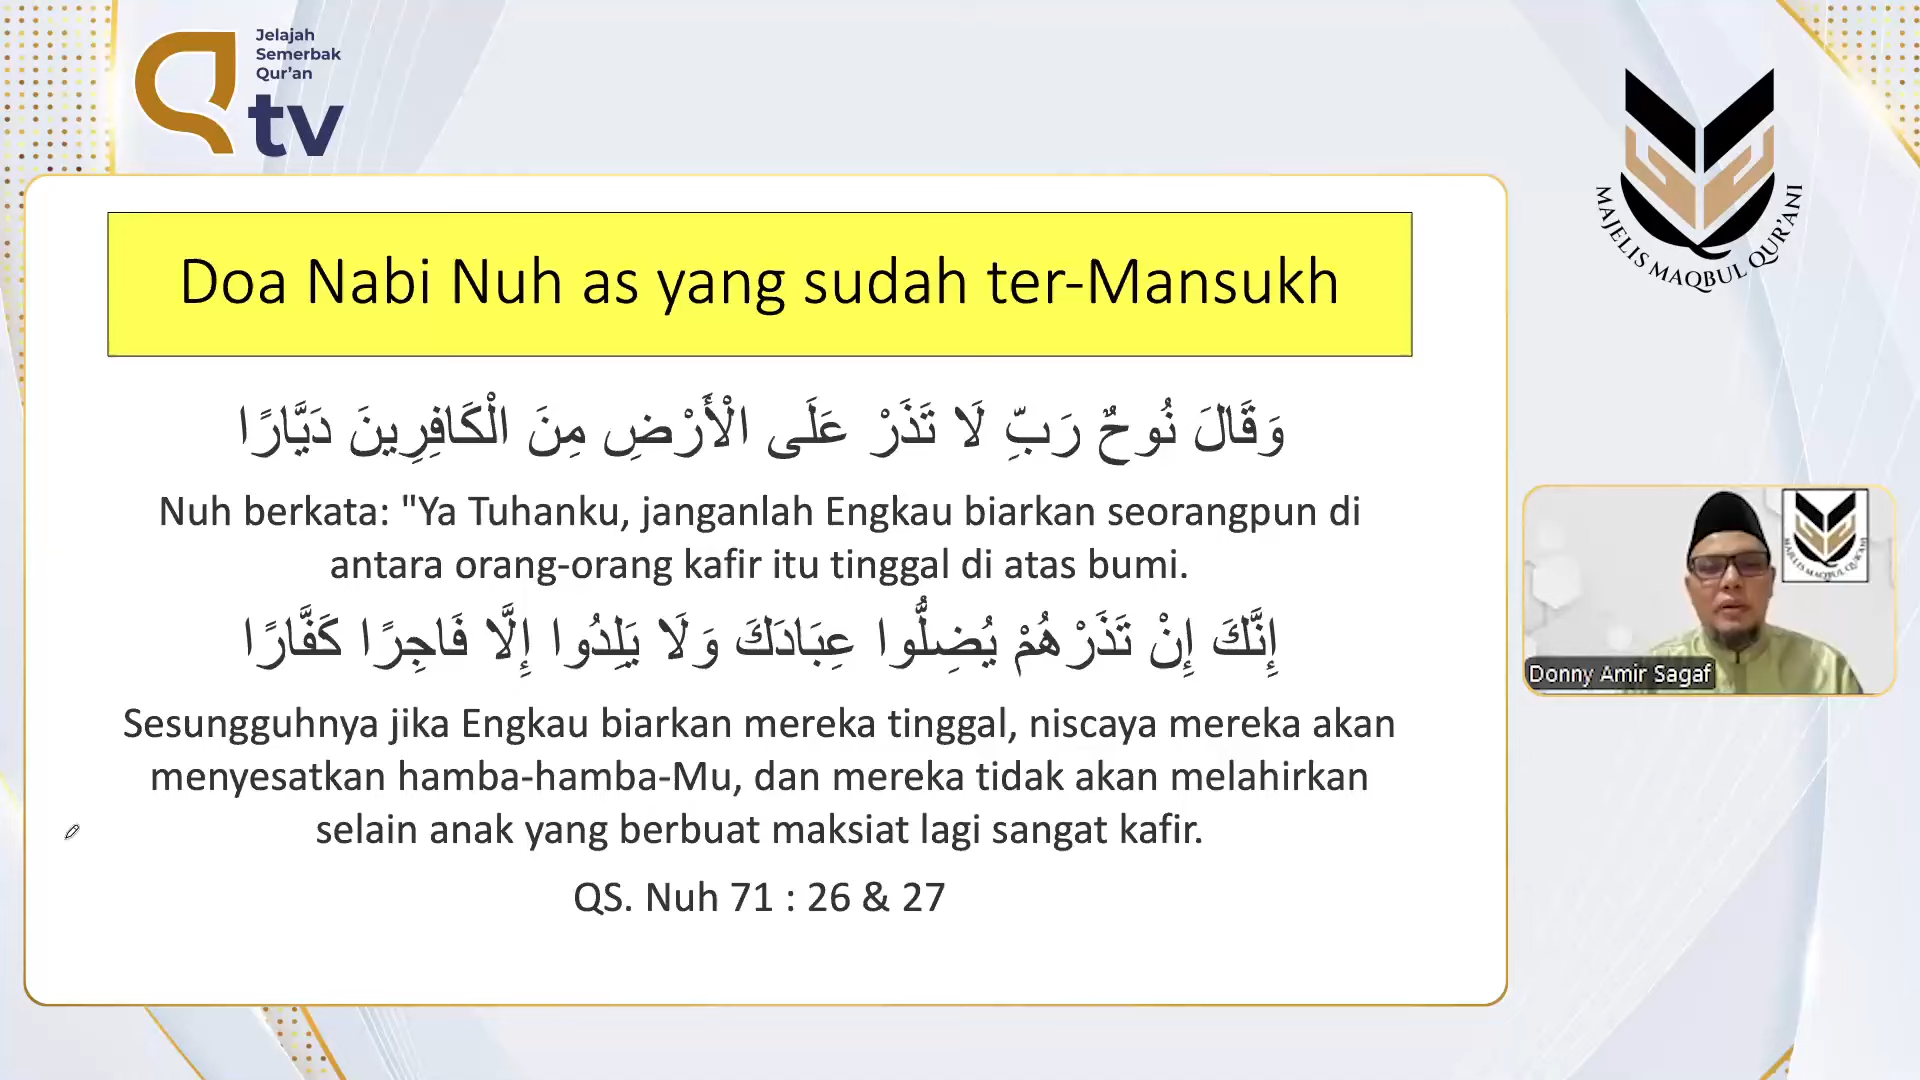 Jelajah
Semerbak
Qur'an
tv
MAJELIS MAQBUL QUR'ANI
Doa Nabi Nuh as yang sudah ter-Mansukh
وَقَالَ نُوحٌ رَبِّ لَا تَذَرْ عَلَى الْأَرْضِ مِنَ الْكَافِرِينَ دَيَّارًا
Nuh berkata: "Ya Tuhanku, janganlah Engkau biarkan seorangpun di
antara orang-orang kafir itu tinggal di atas bumi.
إِنَّكَ إِنْ تَذَرْهُمْ يُضِلُّوا عِبَادَكَ وَلَا يَلِدُوا إِلَّا فَاجِرًا كَفَّارًا
Sesungguhnya jika Engkau biarkan mereka tinggal, niscaya mereka akan
menyesatkan hamba-hamba-Mu, dan mereka tidak akan melahirkan
selain anak yang berbuat maksiat lagi sangat kafir.
QS. Nuh 71 : 26 & 27
MAJELIS MAQBUL QUR'ANI
Donny Amir Sagaf